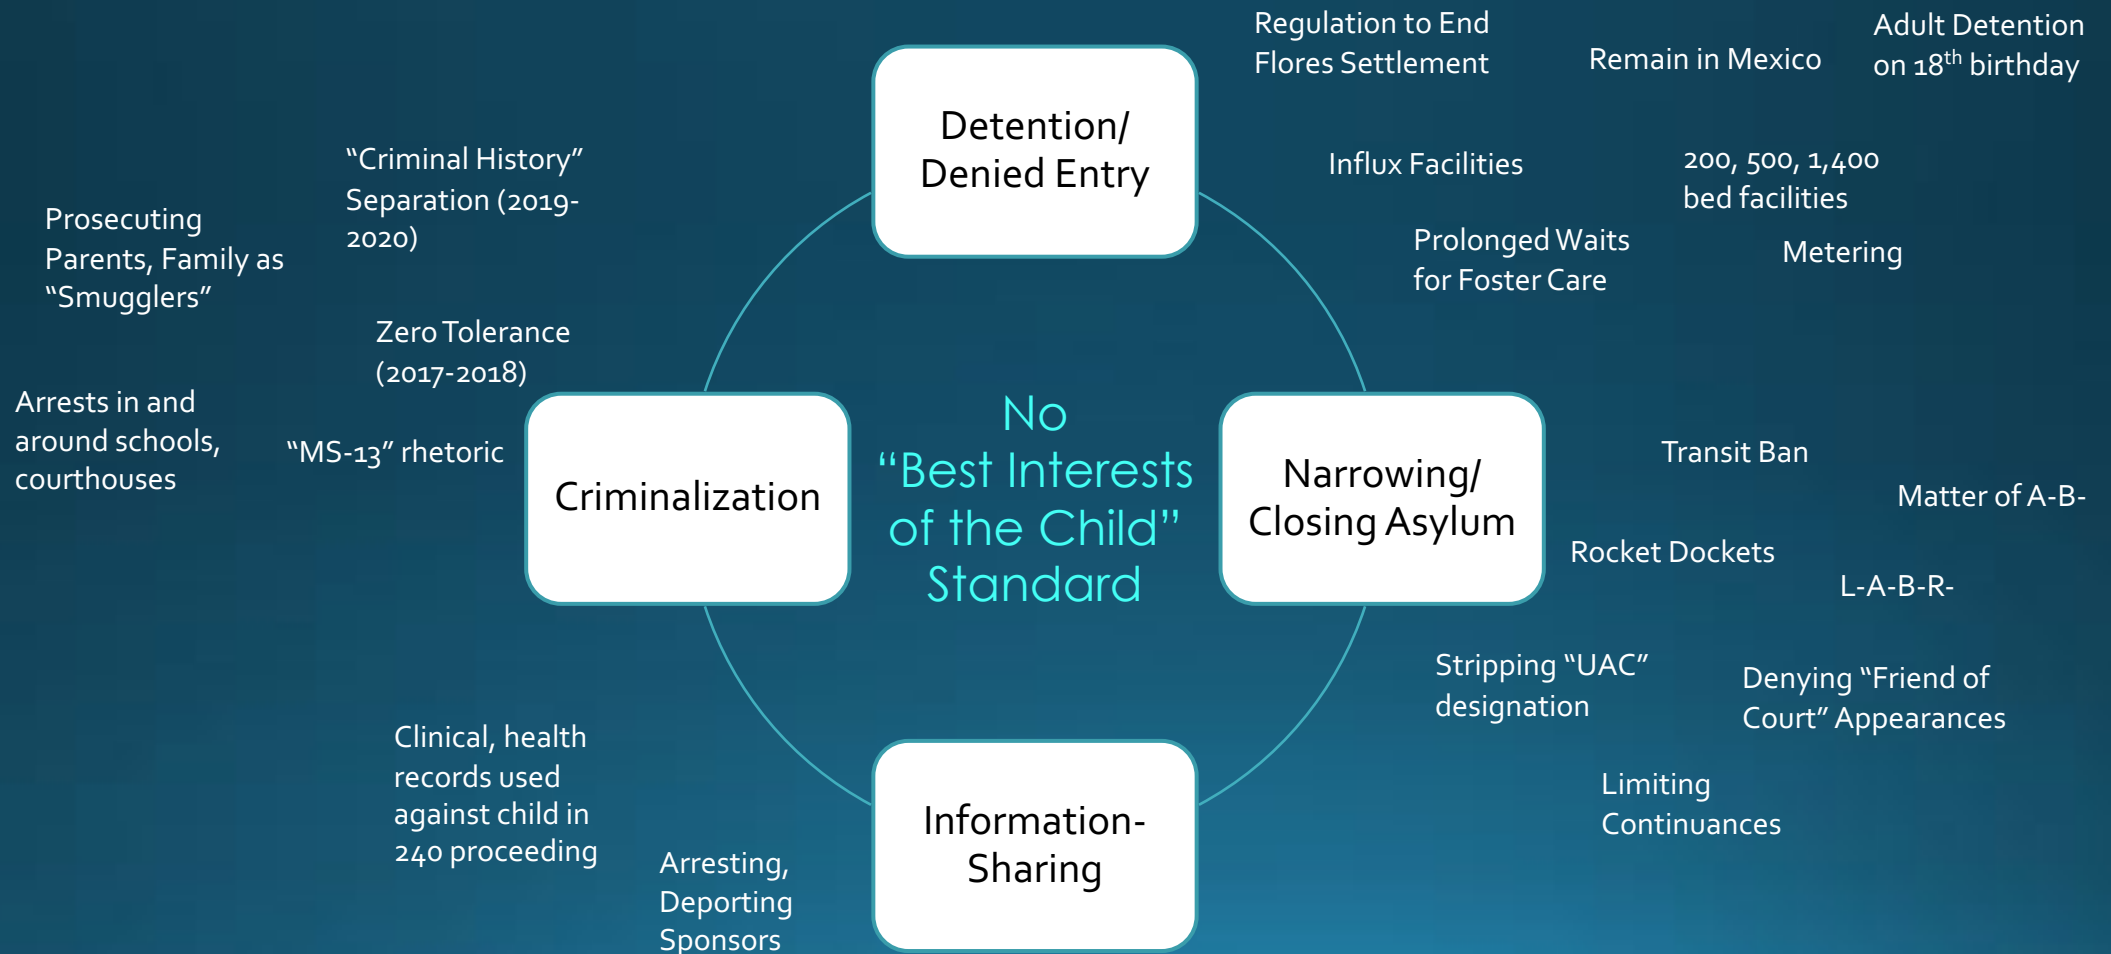 Regulation to End
Flores Settlement
Remain in Mexico
Adult Detention
on 18th birthday
Detention/
Denied Entry
“Criminal History”
Separation (2019-
2020)
Influx Facilities
200, 500, 1,400
bed facilities
Prosecuting
Parents, Family as
“Smugglers”
Prolonged Waits
for Foster Care
Metering
Zero Tolerance
(2017-2018)
Arrests in and
around schools,
courthouses
“MS-13” rhetoric
Criminalization
No
“Best Interests
of the Child”
Standard
Narrowing/
Closing Asylum
Transit Ban
Matter of A-B-
Rocket Dockets
L-A-B-R-
Stripping “UAC”
designation
Denying “Friend of
Court” Appearances
Limiting
Continuances
Clinical, health
records used
against child in
240 proceeding
Arresting,
Deporting
Sponsors
Information-
Sharing